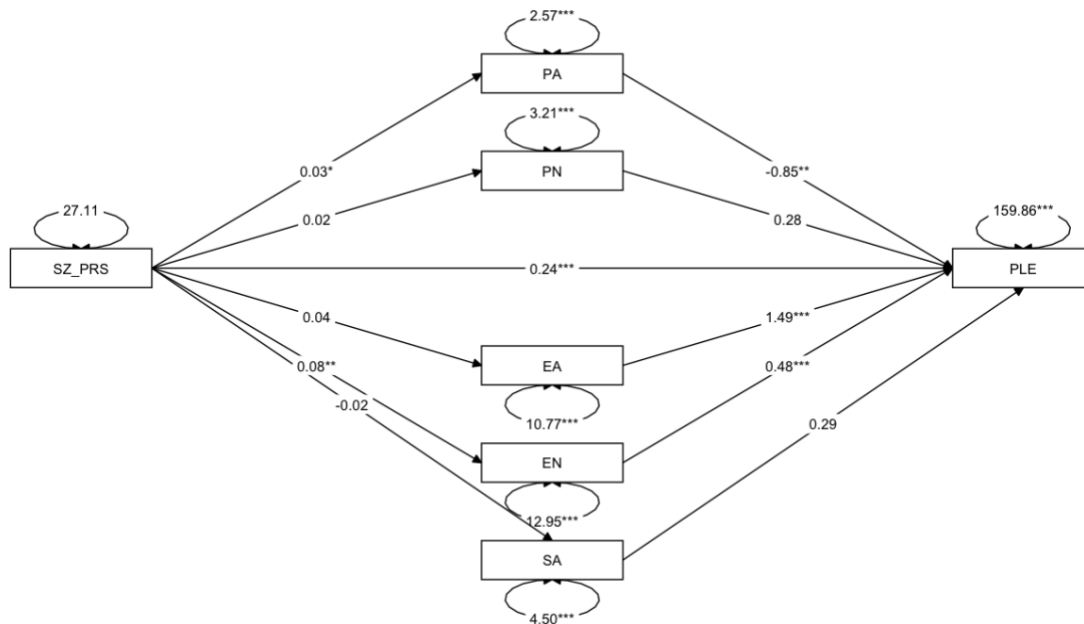 2.57***
PA
3.21***
PN
0.03*
-0.85**
0.02
0.28
27.11
159.86***
SZ_PRS
0.24***
PLE
0.04
1.49***
0.08**
EA
0.48***
-0.02
10.77***
0.29
EN
12.95***
SA
4.50***